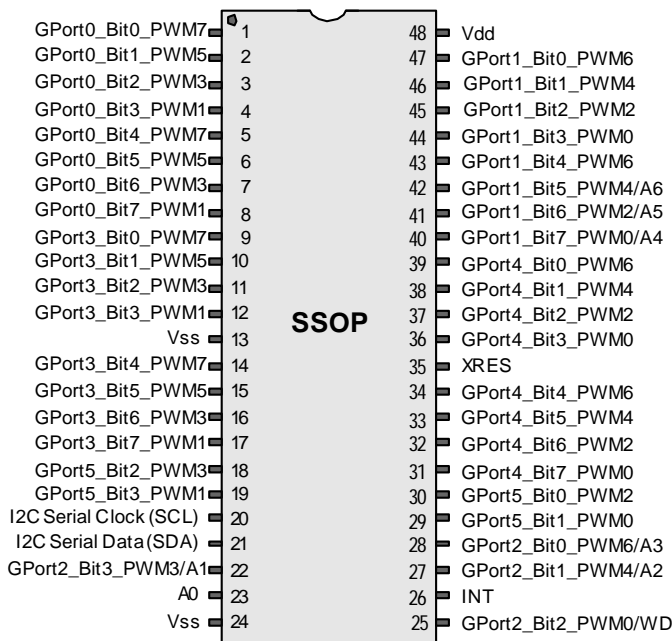 GPort0_Bit0_PWM7 1 48 Vdd
GPort0_Bit1_PWM5 2 47 GPort1_Bit0_PWM6
GPort0_Bit2_PWM3 3 46 GPort1_Bit1_PWM4
GPort0_Bit3_PWM1 4 45 GPort1_Bit2_PWM2
GPort0_Bit4_PWM7 5 44 GPort1_Bit3_PWM0
GPort0_Bit5_PWM5 6 43 GPort1_Bit4_PWM6
GPort0_Bit6_PWM3 7 42 GPort1_Bit5_PWM4/A6
GPort0_Bit7_PWM1 8 41 GPort1_Bit6_PWM2/A5
GPort3_Bit0_PWM7 9 40 GPort1_Bit7_PWM0/A4
GPort3_Bit1_PWM5 10 39 GPort4_Bit0_PWM6
GPort3_Bit2_PWM3 11 38 GPort4_Bit1_PWM4
GPort3_Bit3_PWM1 12 SSOP 37 GPort4_Bit2_PWM2
Vss 13 36 GPort4_Bit3_PWM0
GPort3_Bit4_PWM7 14 35 XRES
GPort3_Bit5_PWM5 15 34 GPort4_Bit4_PWM6
GPort3_Bit6_PWM3 16 33 GPort4_Bit5_PWM4
GPort3_Bit7_PWM1 17 32 GPort4_Bit6_PWM2
GPort5_Bit2_PWM3 18 31 GPort4_Bit7_PWM0
GPort5_Bit3_PWM1 19 30 GPort5_Bit0_PWM2
I2C Serial Clock (SCL) 20 29 GPort5_Bit1_PWM0
I2C Serial Data (SDA) 21 28 GPort2_Bit0_PWM6/A3
GPort2_Bit3_PWM3/A1 22 27 GPort2_Bit1_PWM4/A2
A0 23 26 INT
Vss 24 25 GPort2_Bit2_PWM0/WD